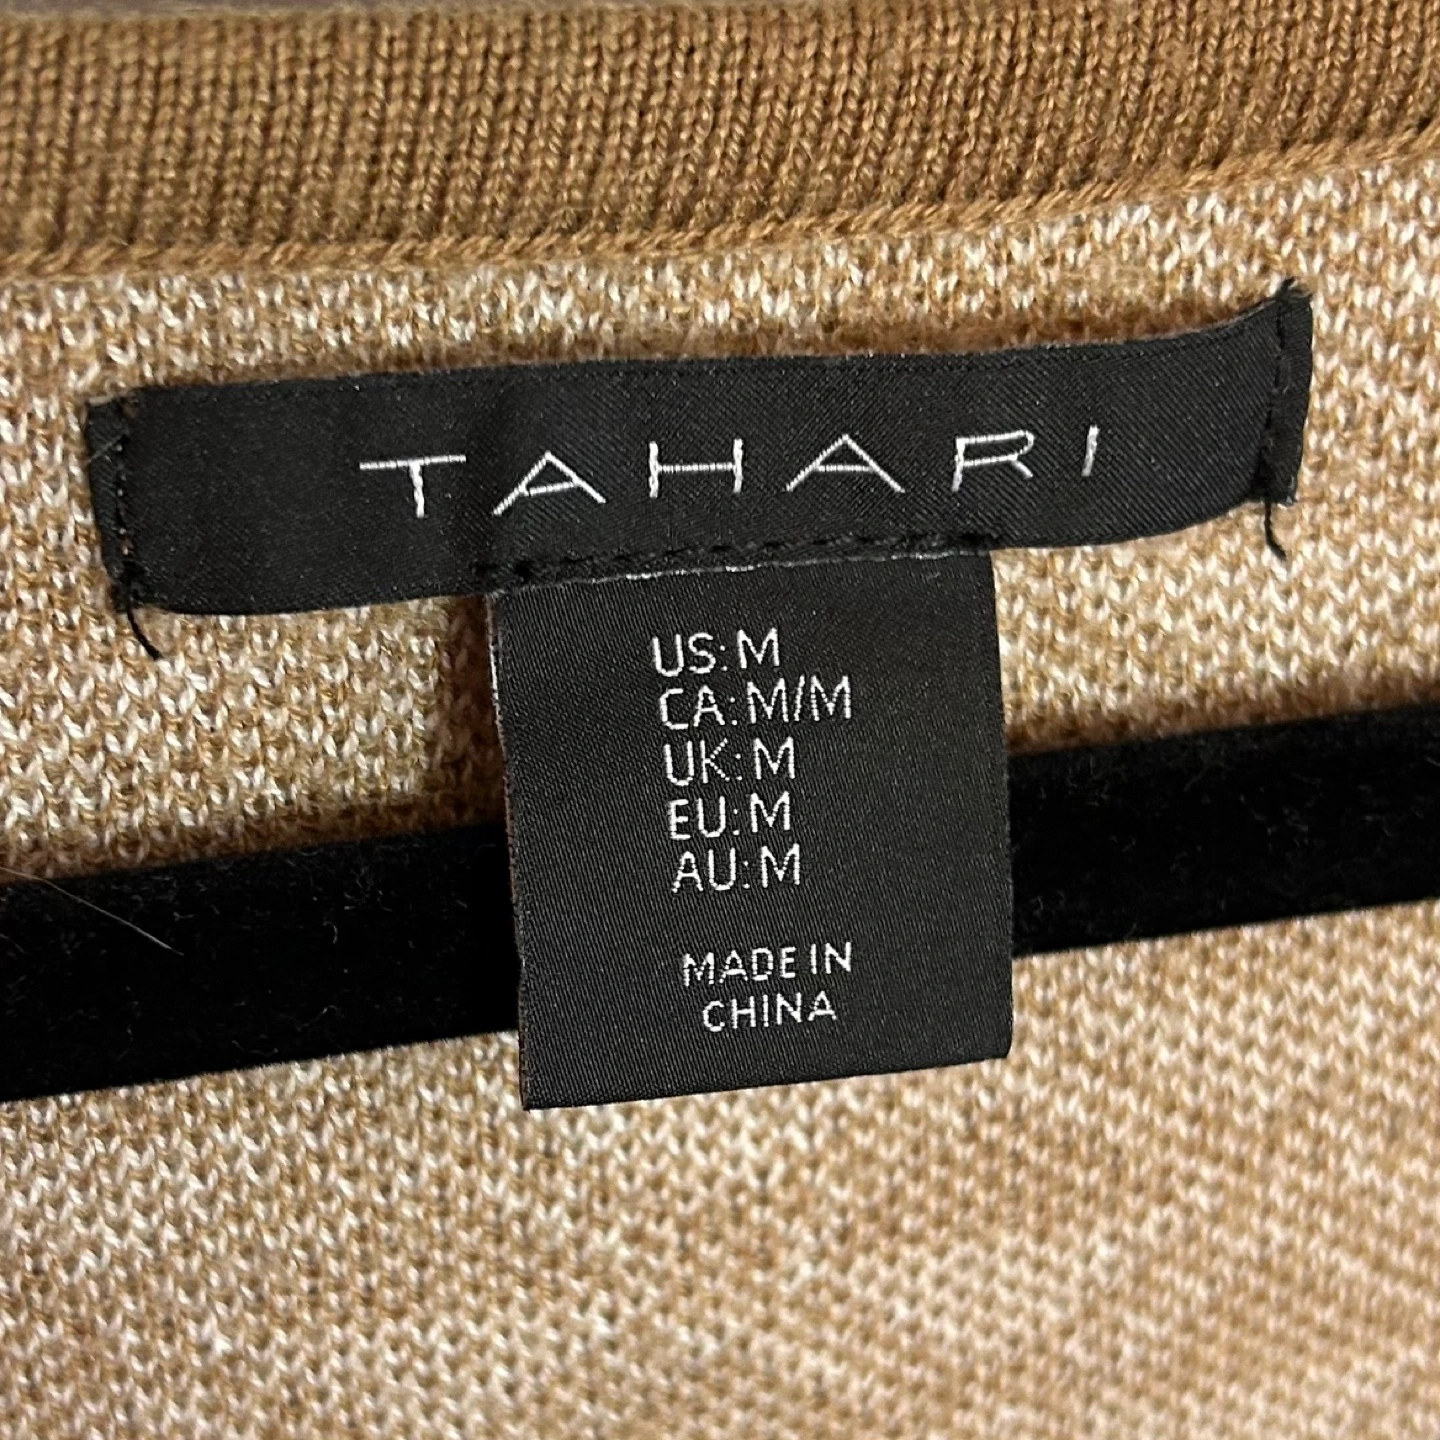 TAHARI
US: M
CA: M/M
UK: M
EU: M
AU: M
MADE IN
CHINA